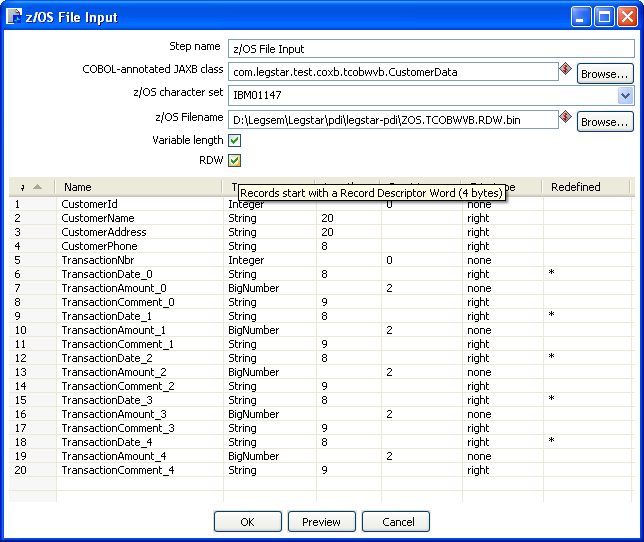 z/OS File Input
Step name z/OS File Input
COBOL-annotated JAXB class com.legstar.test.coxb.tcobwvb.CustomerData Browse...
z/OS character set IBM01147
z/OS Filename D:\Legsem\Legstar\pdi\legstar-pdi\ZOS.TCOBWVB.RDW.bin Browse...
Variable length
RDW
Name Redefined
Records start with a Record Descriptor Word (4 bytes)
1 CustomerId Integer 0 none
2 CustomerName String 20 right
3 CustomerAddress String 20 right
4 CustomerPhone String 8 right
5 TransactionNbr Integer 0 none
6 TransactionDate_0 String 8 right *
7 TransactionAmount_0 BigNumber 2 none
8 TransactionComment_0 String 9 right
9 TransactionDate_1 String 8 right *
10 TransactionAmount_1 BigNumber 2 none
11 TransactionComment_1 String 9 right
12 TransactionDate_2 String 8 right *
13 TransactionAmount_2 BigNumber 2 none
14 TransactionComment_2 String 9 right
15 TransactionDate_3 String 8 right *
16 TransactionAmount_3 BigNumber 2 none
17 TransactionComment_3 String 9 right
18 TransactionDate_4 String 8 right *
19 TransactionAmount_4 BigNumber 2 none
20 TransactionComment_4 String 9 right
OK Preview Cancel